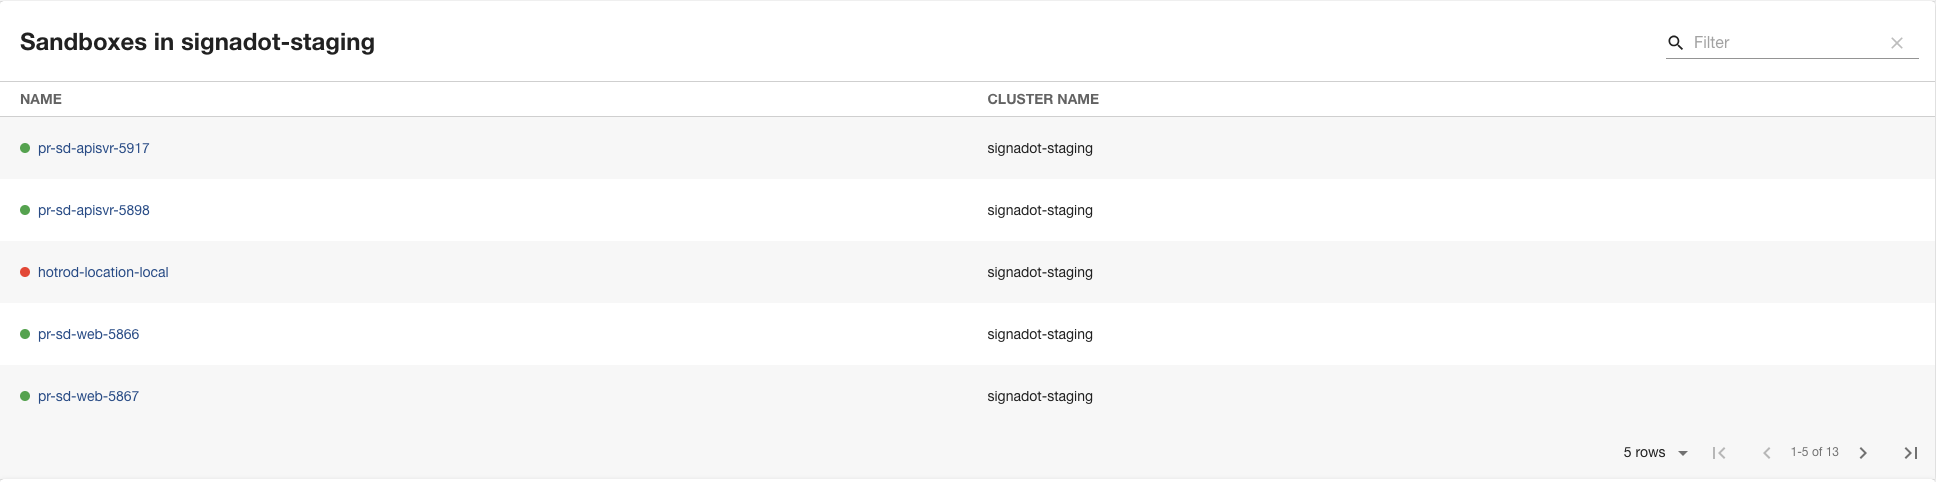 Sandboxes in signadot-staging
Filter
NAME CLUSTER NAME
pr-sd-apisvr-5917 signadot-staging
pr-sd-apisvr-5898 signadot-staging
hotrod-location-local signadot-staging
pr-sd-web-5866 signadot-staging
pr-sd-web-5867 signadot-staging
5 rows 1-5 of 13